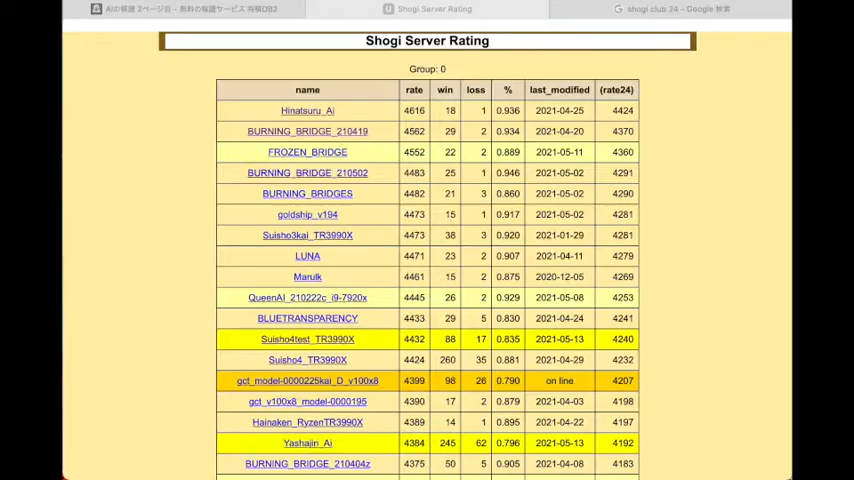 AIの棋譜 2ページ目 - 無料の棋譜サービス 将棋DB2
Shogi Server Rating
shogi club 24 - Google 検索
Shogi Server Rating
Group: 0
name rate win loss % last_modified (rate24)
Hinatsuru_Ai 4616 18 1 0.936 2021-04-25 4424
BURNING_BRIDGE_210419 4562 29 2 0.934 2021-04-20 4370
FROZEN_BRIDGE 4552 22 2 0.889 2021-05-11 4360
BURNING_BRIDGE_210502 4483 25 1 0.946 2021-05-02 4291
BURNING_BRIDGES 4482 21 3 0.860 2021-05-02 4290
goldship_v194 4473 15 1 0.917 2021-05-02 4281
Suisho3kai_TR3990X 4473 38 3 0.920 2021-01-29 4281
LUNA 4471 23 2 0.907 2021-04-11 4279
Marulk 4461 15 2 0.875 2020-12-05 4269
QueenAI_210222c_i9-7920x 4445 26 2 0.929 2021-05-08 4253
BLUETRANSPARENCY 4433 29 5 0.830 2021-04-24 4241
Suisho4test_TR3990X 4432 88 17 0.835 2021-05-13 4240
Suisho4_TR3990X 4424 260 35 0.881 2021-04-29 4232
gct_model-0000225kai_D_v100x8 4399 98 26 0.790 on line 4207
gct_v100x8_model-0000195 4390 17 2 0.879 2021-04-03 4198
Hainaken_RyzenTR3990X 4389 14 1 0.895 2021-04-22 4197
Yashajin_Ai 4384 245 62 0.796 2021-05-13 4192
BURNING_BRIDGE_210404z 4375 50 5 0.905 2021-04-08 4183